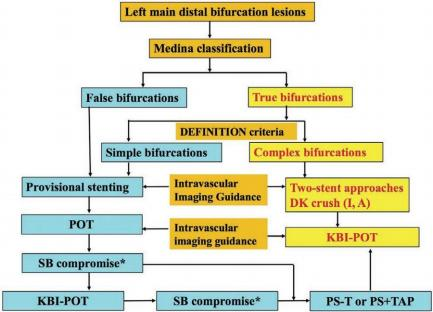 Left main distal bifurcation lesions
Medina classification
False bifurcations
True bifurcations
DEFINITION criteria
Simple bifurcations
Complex bifurcations
Provisional stenting
Intravascular
Imaging Guidance
Two-stent approaches
DK crush (I, A)
POT
Intravascular
imaging guidance
KBI-POT
SB compromise*
KBI-POT
SB compromise*
PS-T or PS+TAP